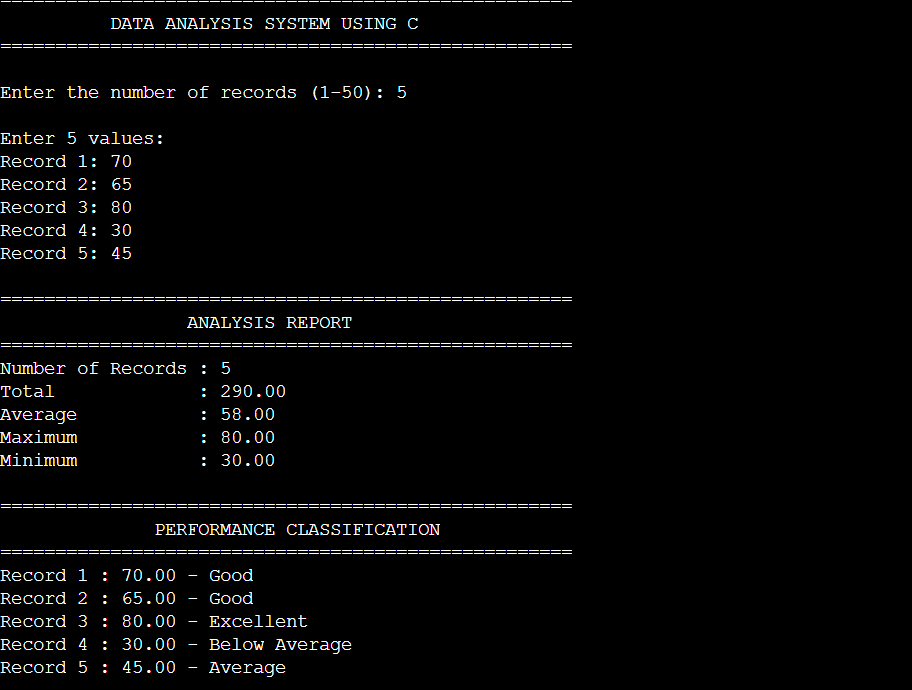 ====================================================
          DATA ANALYSIS SYSTEM USING C
====================================================
Enter the number of records (1-50): 5
Enter 5 values:
Record 1: 70
Record 2: 65
Record 3: 80
Record 4: 30
Record 5: 45
====================================================
                 ANALYSIS REPORT
====================================================
Number of Records : 5
Total             : 290.00
Average           : 58.00
Maximum           : 80.00
Minimum           : 30.00
====================================================
              PERFORMANCE CLASSIFICATION
====================================================
Record 1 : 70.00 - Good
Record 2 : 65.00 - Good
Record 3 : 80.00 - Excellent
Record 4 : 30.00 - Below Average
Record 5 : 45.00 - Average